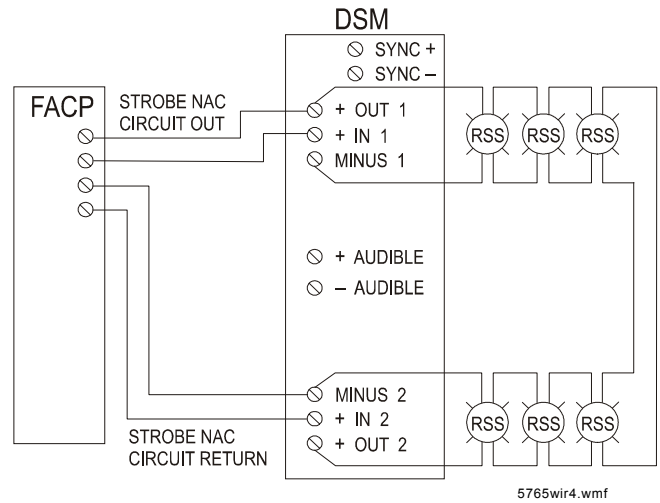 DSM
SYNC +
SYNC –
FACP
STROBE NAC
CIRCUIT OUT
+ OUT 1
+ IN 1
MINUS 1
RSS RSS RSS
+ AUDIBLE
– AUDIBLE
MINUS 2
+ IN 2
+ OUT 2
RSS RSS RSS
STROBE NAC
CIRCUIT RETURN
5765wir4.wmf